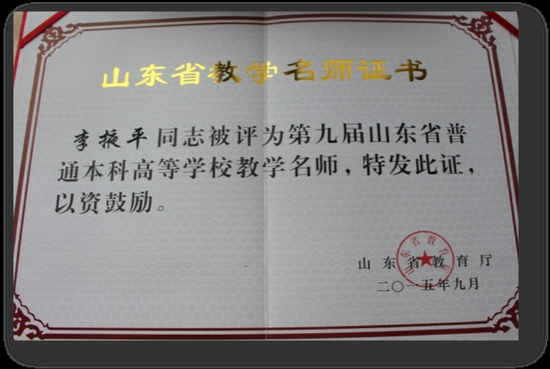 山东省教学名师证书
李掖平同志被评为第九届山东省普
通本科高等学校教学名师，特发此证，
以资鼓励。
山东省教育厅
二〇一五年九月